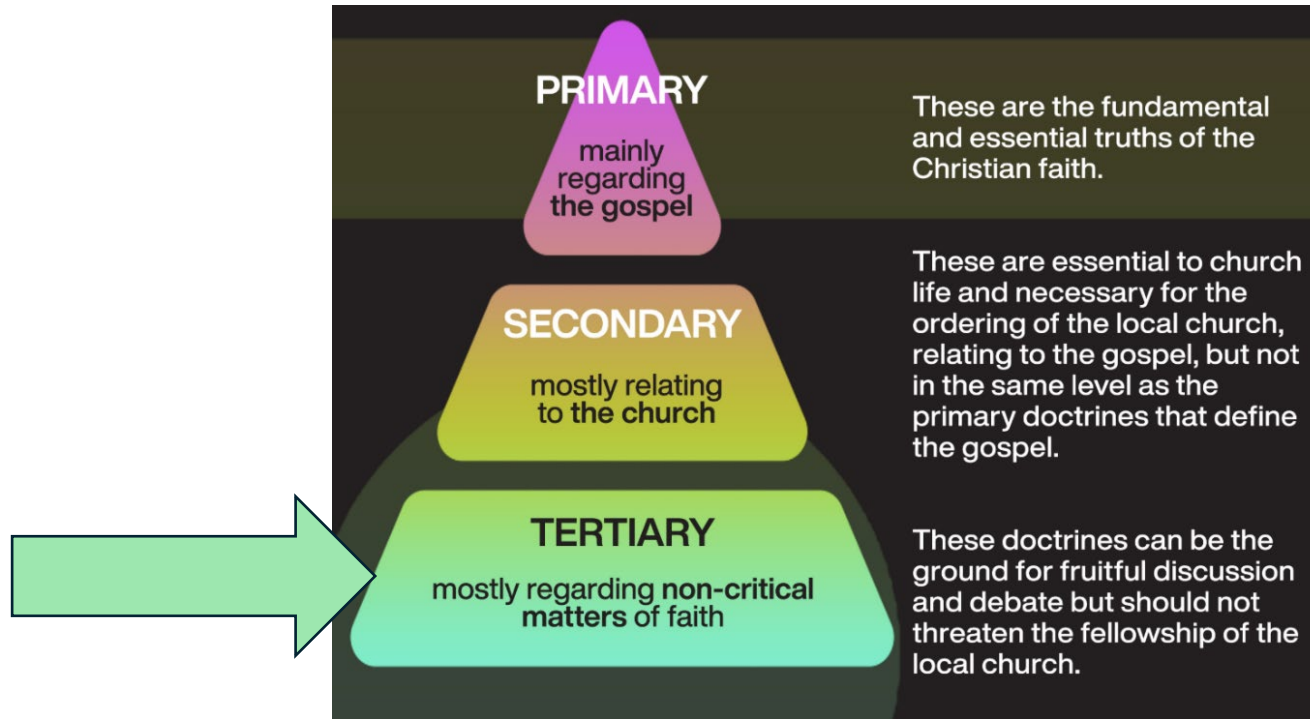 PRIMARY
mainly
regarding
the gospel
These are the fundamental
and essential truths of the
Christian faith.
SECONDARY
mostly relating
to the church
These are essential to church
life and necessary for the
ordering of the local church,
relating to the gospel, but not
in the same level as the
primary doctrines that define
the gospel.
TERTIARY
mostly regarding non-critical
matters of faith
These doctrines can be the
ground for fruitful discussion
and debate but should not
threaten the fellowship of the
local church.